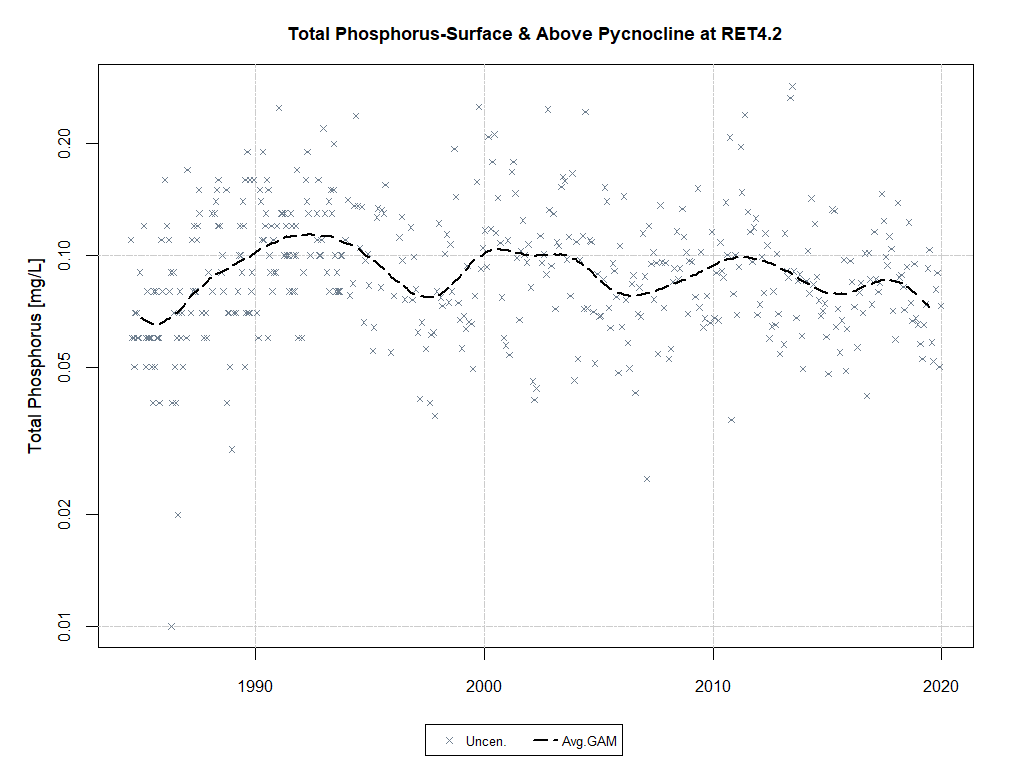 Total Phosphorus-Surface & Above Pycnocline at RET4.2
Total Phosphorus [mg/L]
0.20
0.10
0.05
0.02
0.01
1990 2000 2010 2020
Uncen. Avg.GAM